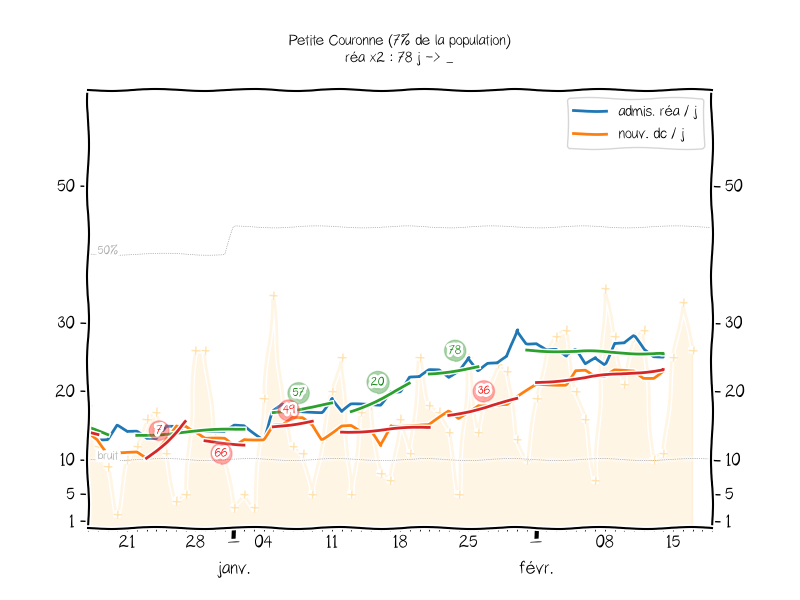 Petite Couronne (7% de la population)
réa x2 : 78 j -> _
admis. réa / j
nouv. dc / j
50 50
50%
30 30
78
20 57 20 20
36
49
7
66
bruit
10 10
5 5
1 1
21 28 04 11 18 25 08 15
janv. févr.